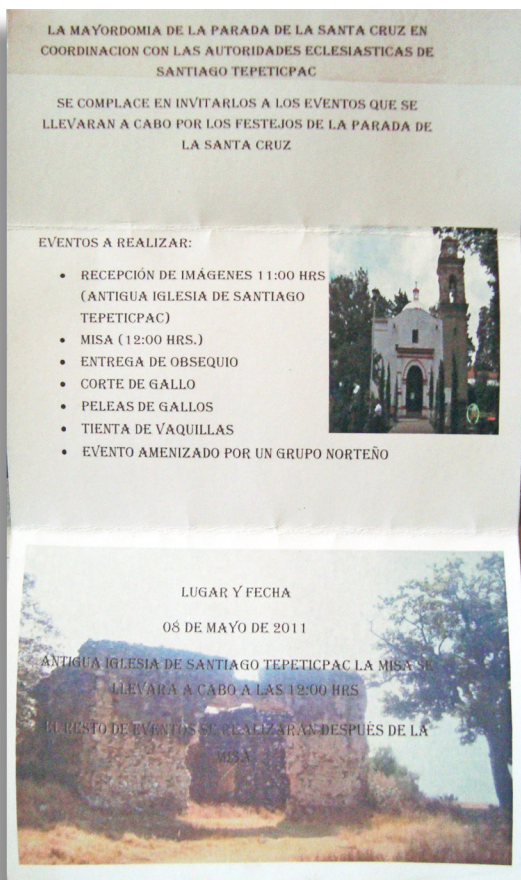 LA MAYORDOMIA DE LA PARADA DE LA SANTA CRUZ EN
COORDINACION CON LAS AUTORIDADES ECLESIASTICAS DE
SANTIAGO TEPETICPAC
SE COMPLACE EN INVITARLOS A LOS EVENTOS QUE SE
LLEVARAN A CABO POR LOS FESTEJOS DE LA PARADA DE
LA SANTA CRUZ
EVENTOS A REALIZAR:
• RECEPCIÓN DE IMÁGENES 11:00 HRS
(ANTIGUA IGLESIA DE SANTIAGO
TEPETICPAC)
• MISA (12:00 HRS.)
• ENTREGA DE OBSEQUIO
• CORTE DE GALLO
• PELEAS DE GALLOS
• TIENTA DE VAQUILLAS
• EVENTO AMENIZADO POR UN GRUPO NORTEÑO
LUGAR Y FECHA
08 DE MAYO DE 2011
ANTIGUA IGLESIA DE SANTIAGO TEPETICPAC LA MISA SE
LLEVARA A CABO A LAS 12:00 HRS
EL RESTO DE EVENTOS SE REALIZARAN DESPUÉS DE LA
MISA